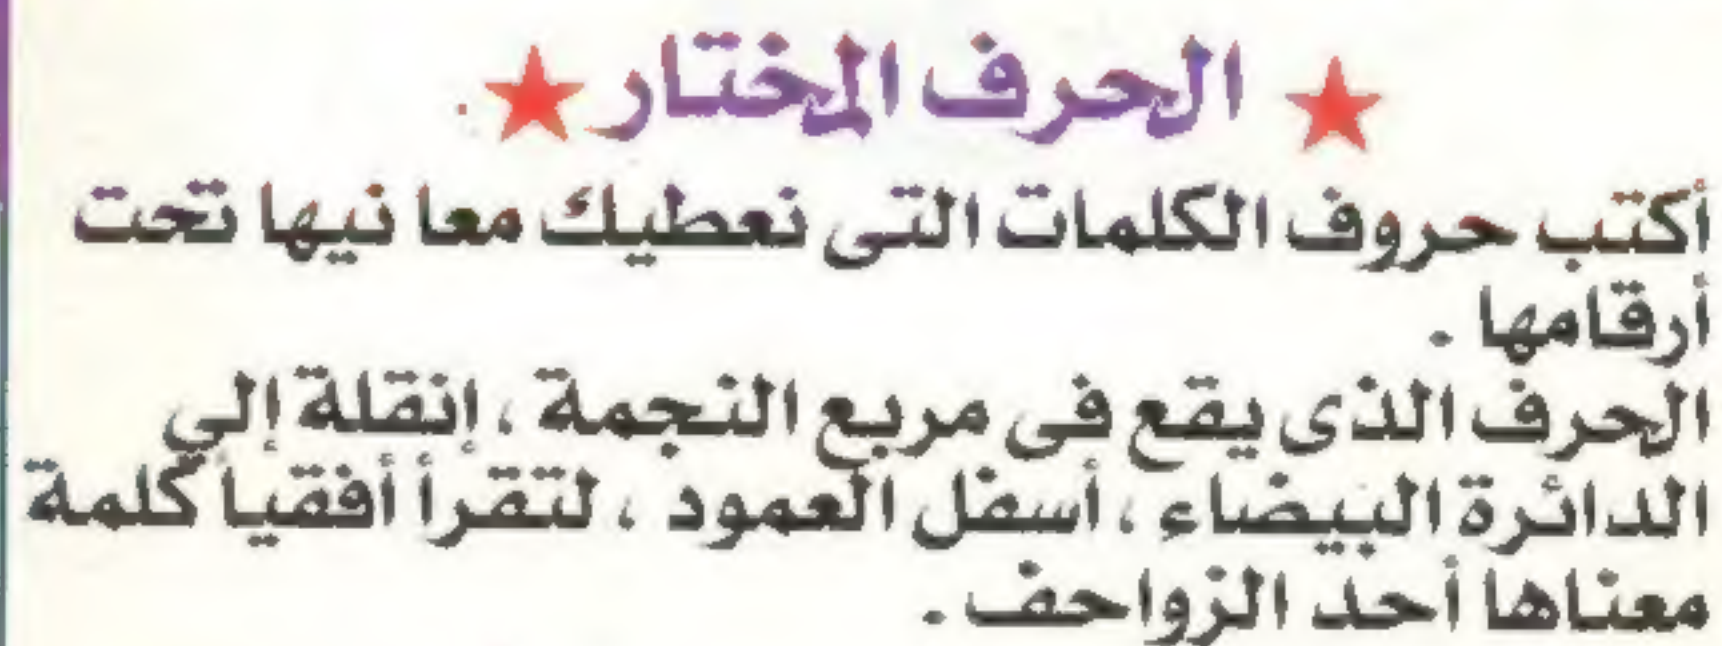 الحرف المختار
أكتب حروف الكلمات التى نعطيك معا نيها تحت
أرقامها .
الحرف الذى يقع فى مربع النجمة ، إنقلة إلي
الدائرة البيضاء ، أسفل العمود ، لتقرأ أفقياً كلمة
معناها أحد الزواحف .